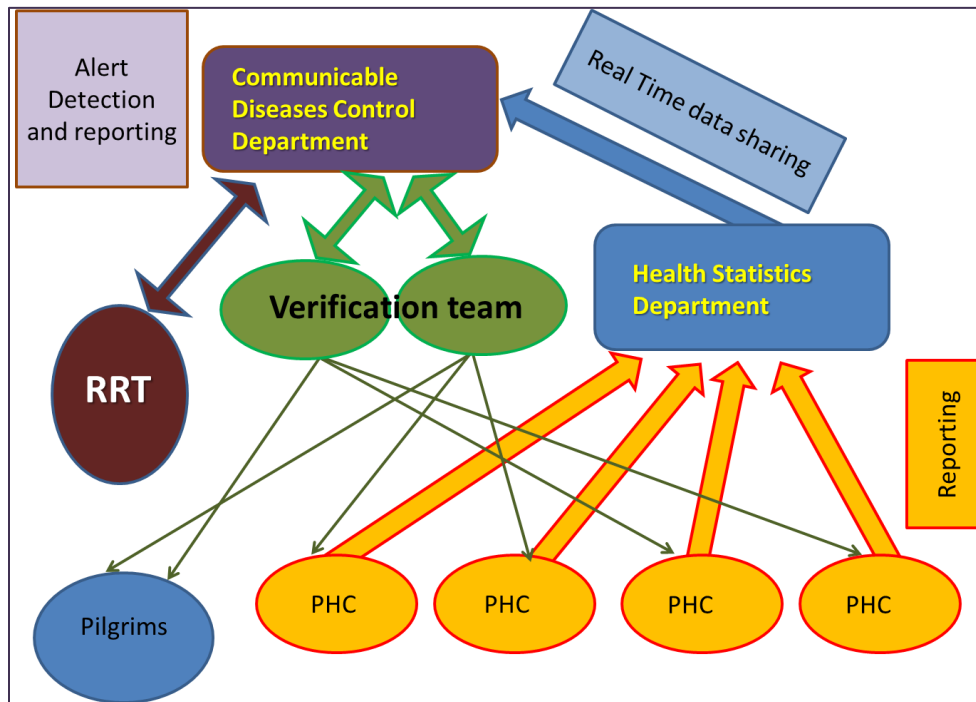 Alert
Detection
and reporting
Communicable
Diseases Control
Department
Real Time data sharing
Health Statistics
Department
Verification team
RRT
Reporting
Pilgrims
PHC
PHC
PHC
PHC